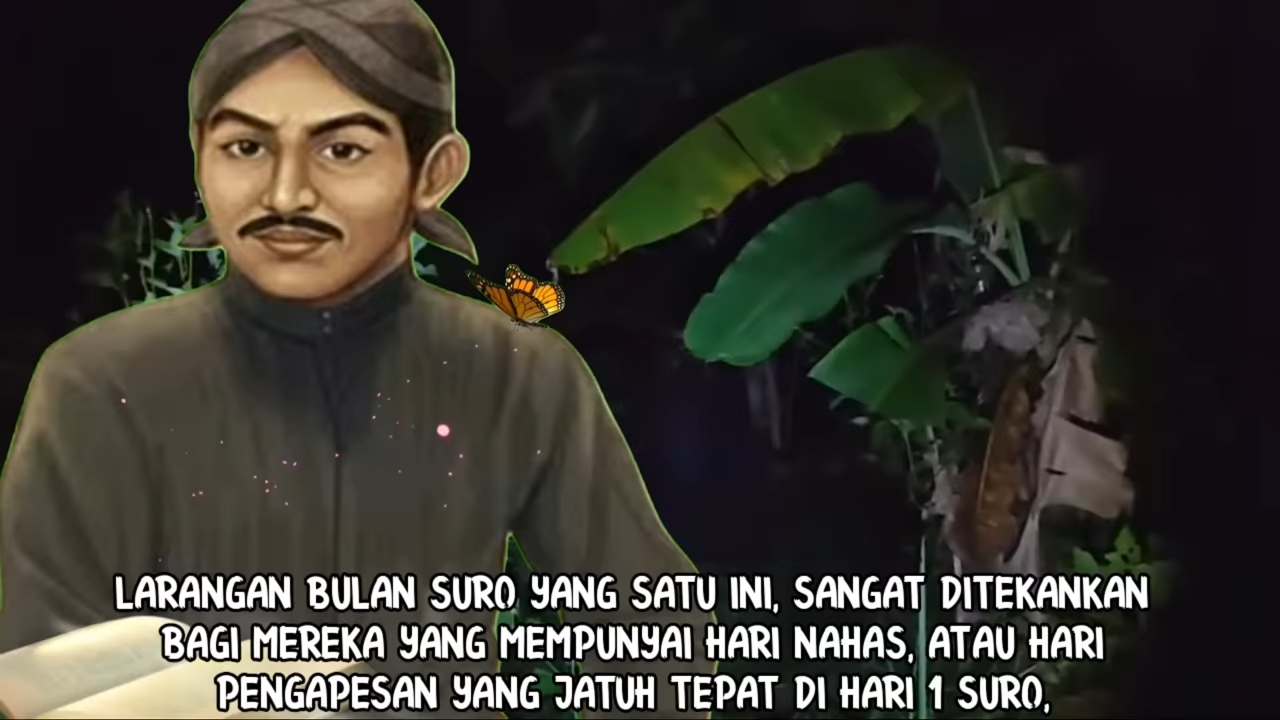 LARANGAN BULAN SURO YANG SATU INI, SANGAT DITEKANKAN
BAGI MEREKA YANG MEMPUNYAI HARI NAHAS, ATAU HARI
PENGAPESAN YANG JATUH TEPAT DI HARI 1 SURO,